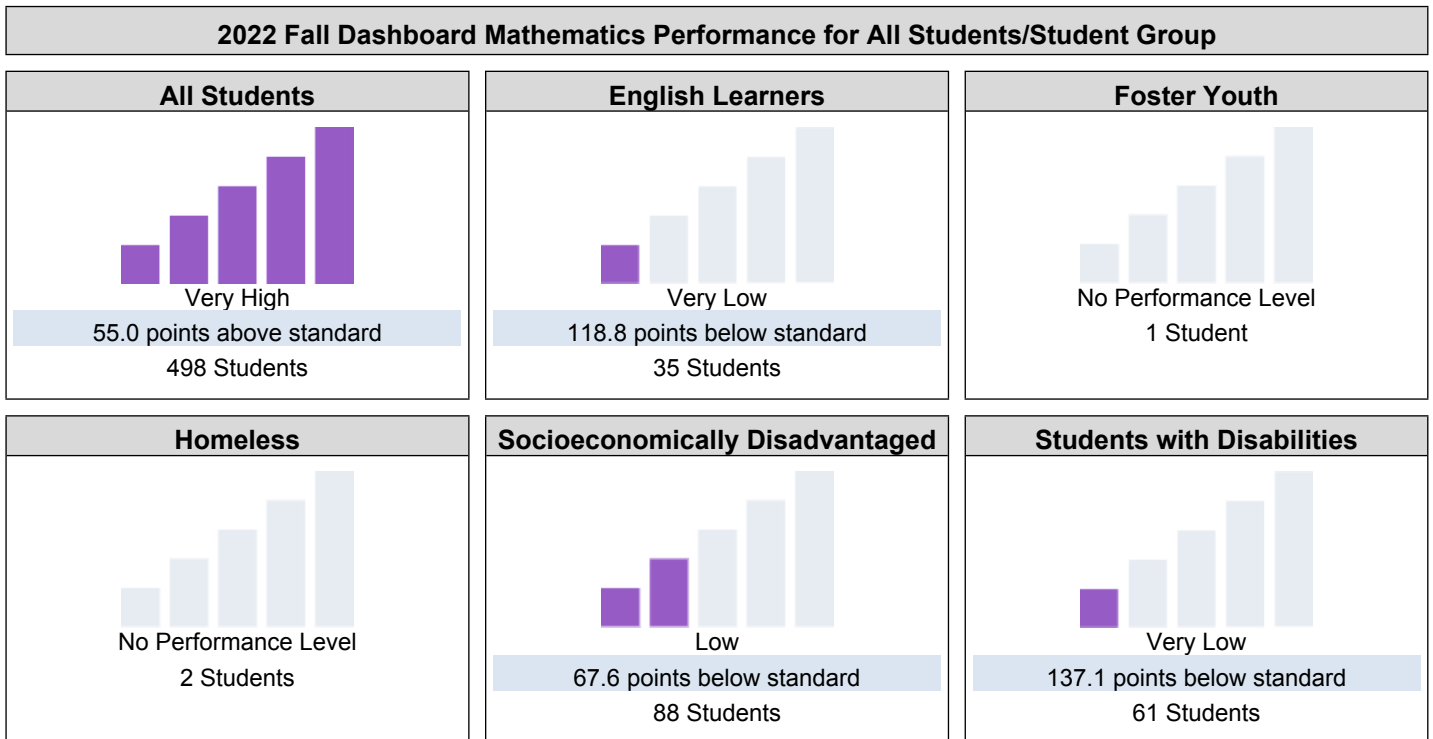 2022 Fall Dashboard Mathematics Performance for All Students/Student Group
All Students
Very High
55.0 points above standard
498 Students
English Learners
Very Low
118.8 points below standard
35 Students
Foster Youth
No Performance Level
1 Student
Homeless
No Performance Level
2 Students
Socioeconomically Disadvantaged
Low
67.6 points below standard
88 Students
Students with Disabilities
Very Low
137.1 points below standard
61 Students